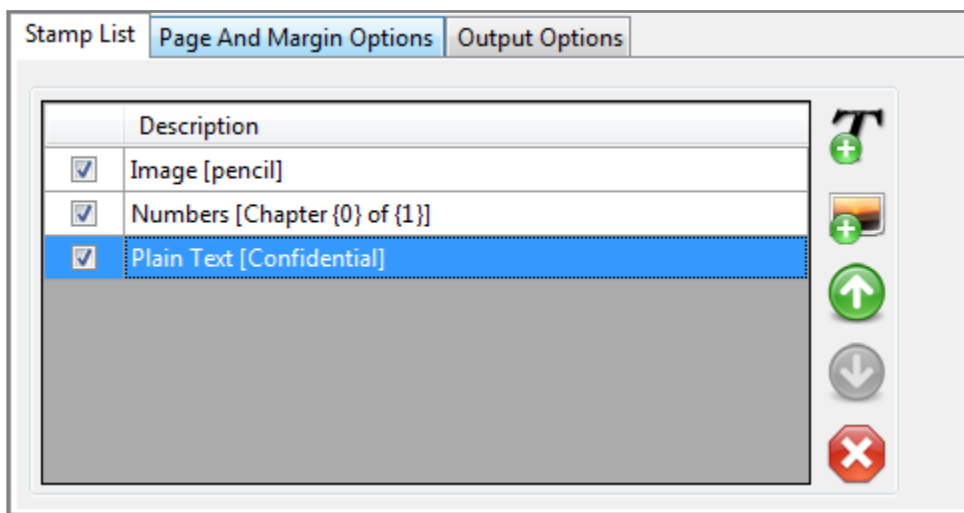 Stamp List Page And Margin Options Output Options
Description
Image [pencil]
Numbers [Chapter {0} of {1}]
Plain Text [Confidential]